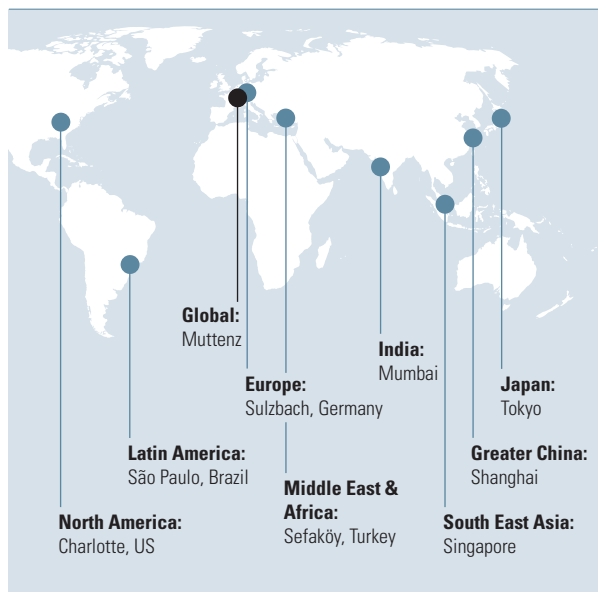 Global:
Muttenz
India:
Mumbai
Europe:
Sulzbach, Germany
Japan:
Tokyo
Latin America:
São Paulo, Brazil
Greater China:
Shanghai
Middle East &
Africa:
Sefaköy, Turkey
North America:
Charlotte, US
South East Asia:
Singapore